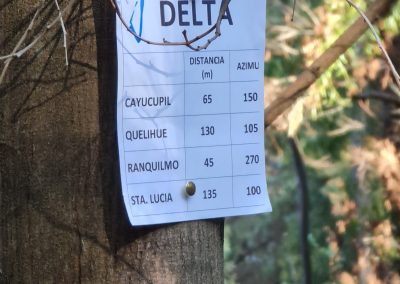 DELTA
DISTANCIA AZIMU
(m)
CAYUCUPIL 65 150
QUELIHUE 130 105
RANQUILMO 45 270
STA. LUCIA 135 100